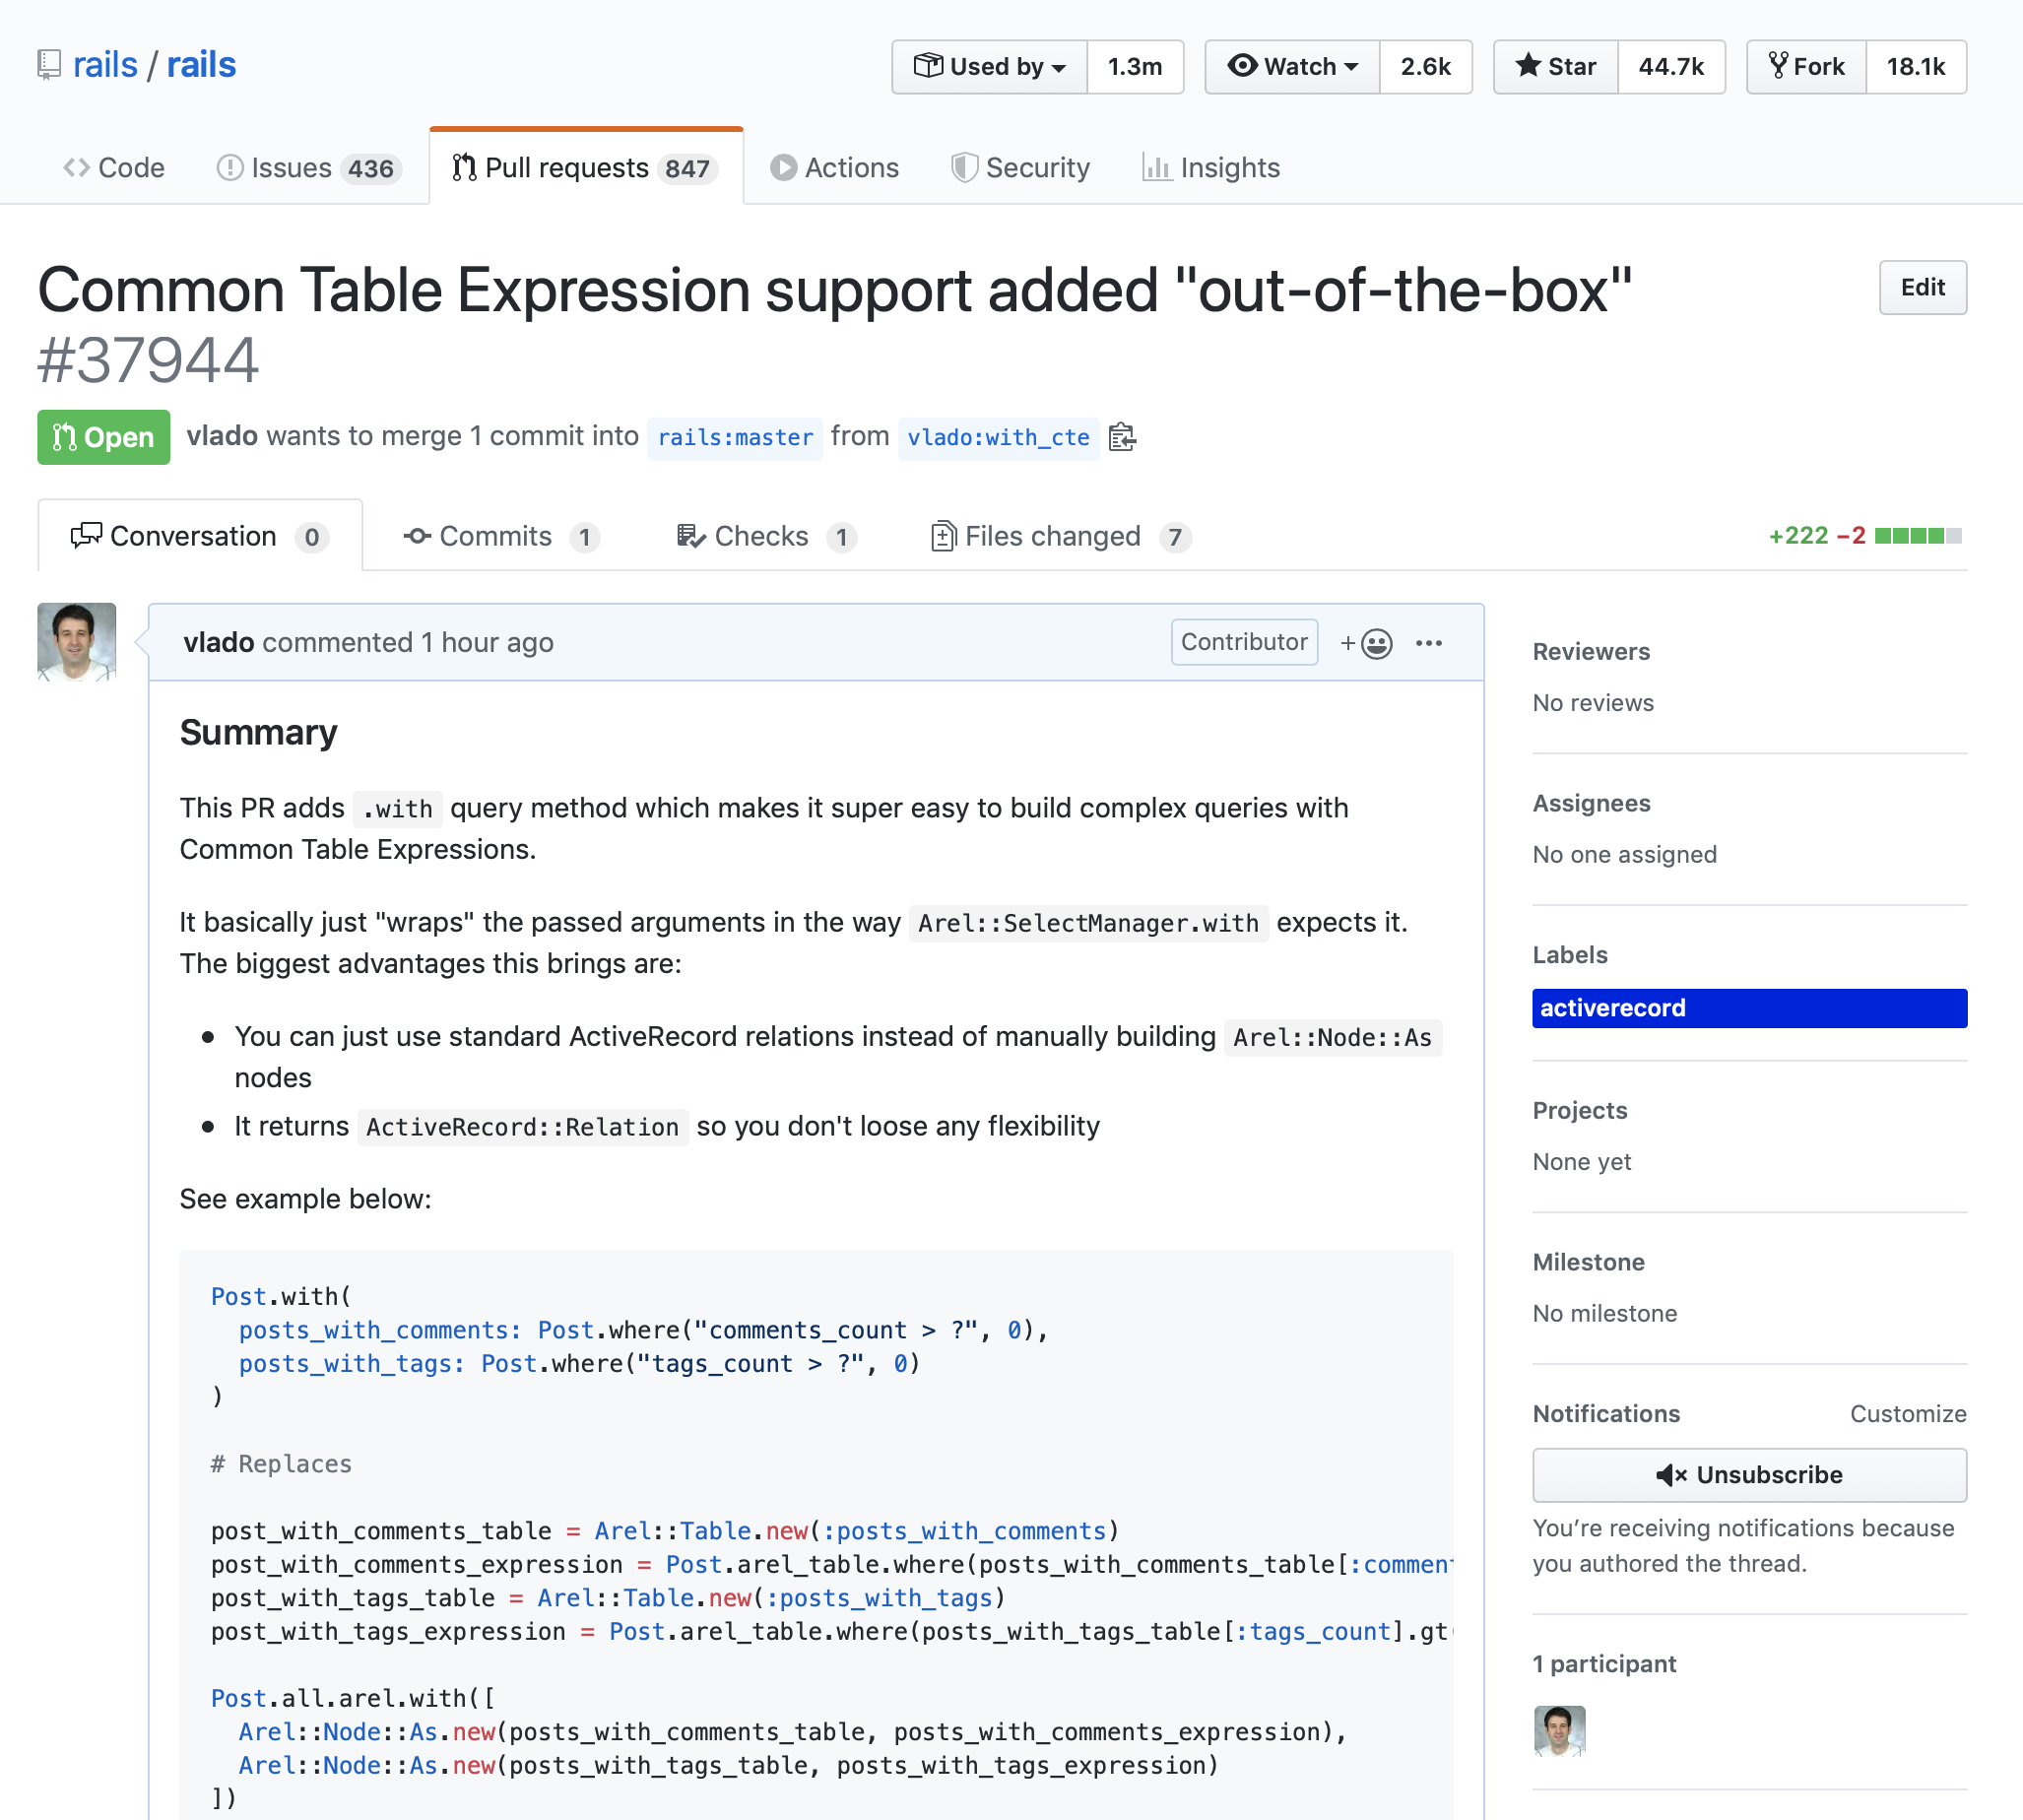 rails / rails
Used by 1.3m Watch 2.6k Star 44.7k Fork 18.1k
Code Issues 436 Pull requests 847 Actions Security Insights
Common Table Expression support added "out-of-the-box"
#37944
Edit
Open vlado wants to merge 1 commit into rails:master from vlado:with_cte
Conversation 0 Commits 1 Checks 1 Files changed 7 +222 −2
vlado commented 1 hour ago Contributor + ...
Summary
This PR adds .with query method which makes it super easy to build complex queries with
Common Table Expressions.
It basically just "wraps" the passed arguments in the way Arel::SelectManager.with expects it.
The biggest advantages this brings are:
• You can just use standard ActiveRecord relations instead of manually building Arel::Node::As
nodes
• It returns ActiveRecord::Relation so you don't loose any flexibility
See example below:
Post.with(
  posts_with_comments: Post.where("comments_count > ?", 0),
  posts_with_tags: Post.where("tags_count > ?", 0)
)
# Replaces
post_with_comments_table = Arel::Table.new(:posts_with_comments)
post_with_comments_expression = Post.arel_table.where(posts_with_comments_table[:commen
post_with_tags_table = Arel::Table.new(:posts_with_tags)
post_with_tags_expression = Post.arel_table.where(posts_with_tags_table[:tags_count].gt(
Post.all.arel.with([
  Arel::Node::As.new(posts_with_comments_table, posts_with_comments_expression),
  Arel::Node::As.new(posts_with_tags_table, posts_with_tags_expression)
])
Reviewers
No reviews
Assignees
No one assigned
Labels
activerecord
Projects
None yet
Milestone
No milestone
Notifications Customize
Unsubscribe
You’re receiving notifications because
you authored the thread.
1 participant